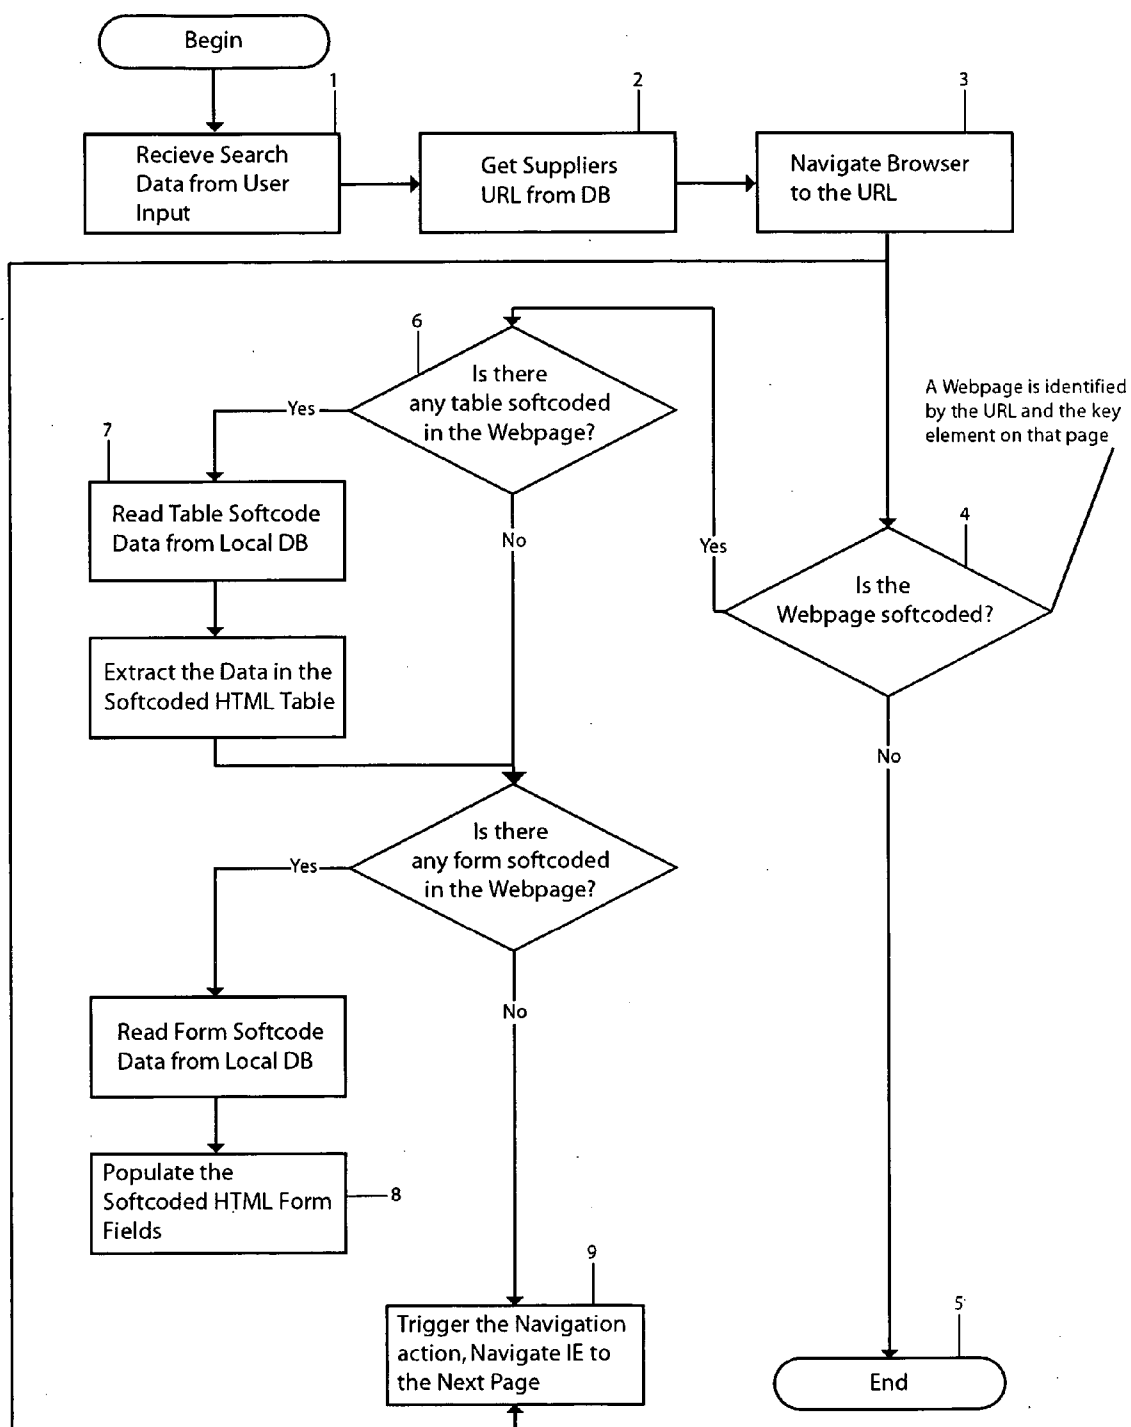 Begin
1
Recieve Search
Data from User
Input
2
Get Suppliers
URL from DB
3
Navigate Browser
to the URL
6
Is there
any table softcoded
in the Webpage?
Yes
No
A Webpage is identified
by the URL and the key
element on that page
7
Read Table Softcode
Data from Local DB
4
Is the
Webpage softcoded?
Yes
No
Extract the Data in the
Softcoded HTML Table
Is there
any form softcoded
in the Webpage?
Yes
No
Read Form Softcode
Data from Local DB
Populate the
Softcoded HTML Form
Fields
8
9
Trigger the Navigation
action, Navigate IE to
the Next Page
5
End